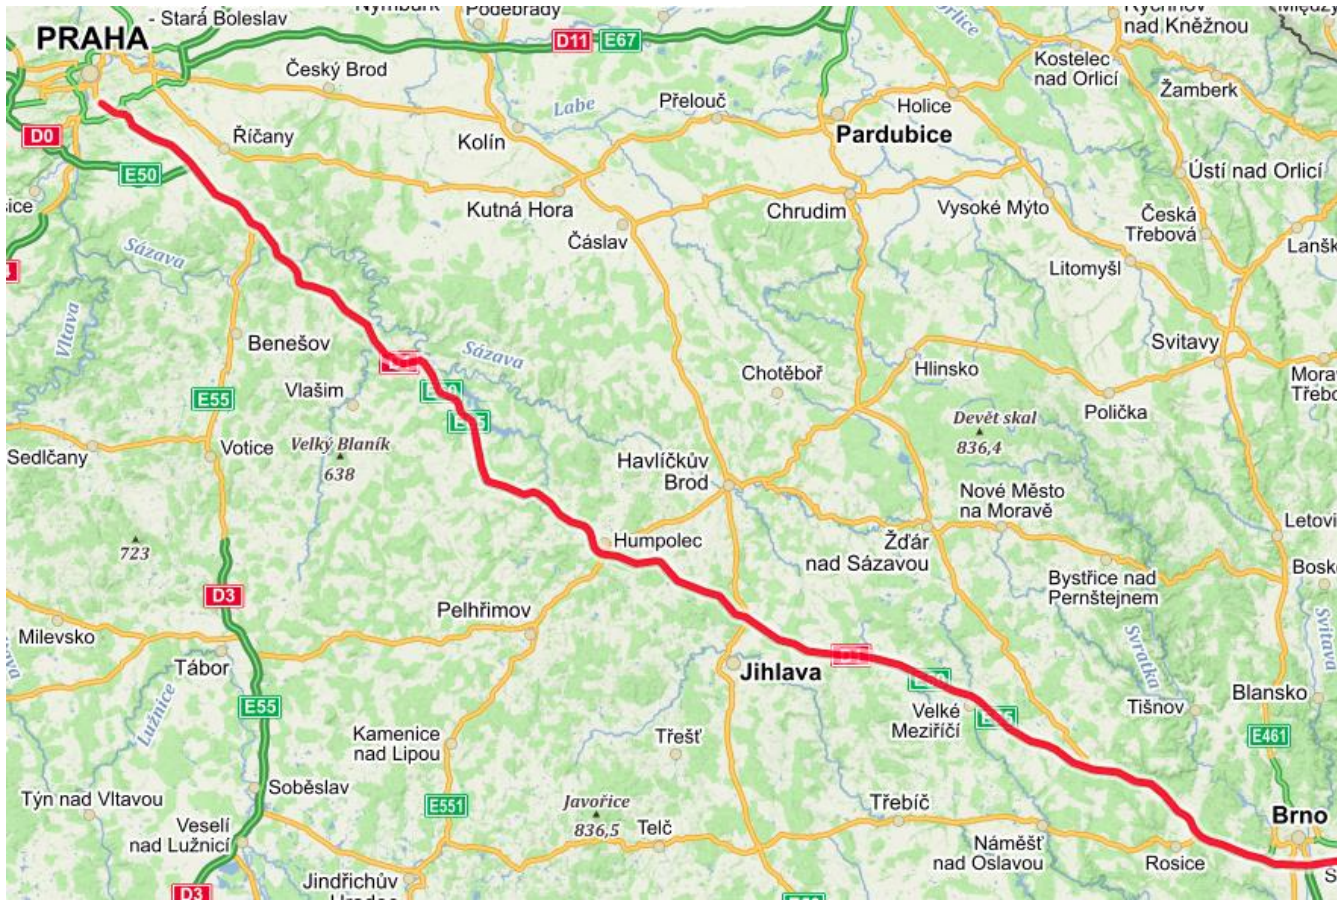 - Stará Boleslav
Poděbrady
nad Kněžnou
PRAHA
D11
E67
Český Brod
Kostelec
nad Orlicí
Žamberk
Labe
Přelouč
Holice
D0
Říčany
Kolín
Pardubice
E50
Ústí nad Orlicí
Kutná Hora
Chrudim
Vysoké Mýto
Česká
Třebová
Čáslav
Sázava
Litomyšl
Vltava
Benešov
Sázava
Svitavy
Vlašim
Chotěboř
Hlinsko
E55
Polička
Devět skal
836,4
Sedlčany
Votice
Velký Blaník
638
Havlíčkův
Brod
Nové Město
na Moravě
723
Humpolec
Žďár
nad Sázavou
Bystřice nad
Pernštejnem
D3
Pelhřimov
Milevsko
Tábor
Svratka
Svitava
Jihlava
D1
Lužnice
E55
Velké
Meziříčí
Tišnov
Blansko
Kamenice
nad Lipou
Třešť
E461
Soběslav
Týn nad Vltavou
E551
Javořice
836,5
Třebíč
Brno
Veselí
nad Lužnicí
Telč
Náměšť
nad Oslavou
Rosice
Jindřichův
D3